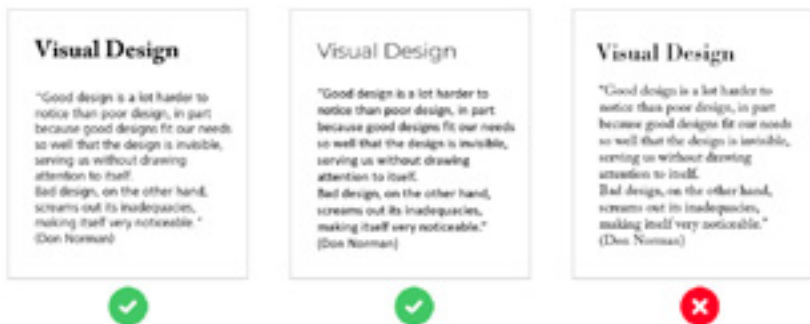 Visual Design
"Good design is a lot harder to
notice than poor design, in part
because good designs fit our needs
so well that the design is invisible,
serving us without drawing
attention to itself.
Bad design, on the other hand,
screams out its inadequacies,
making itself very noticeable."
(Don Norman)
Visual Design
"Good design is a lot harder to
notice than poor design, in part
because good designs fit our needs
so well that the design is invisible,
serving us without drawing
attention to itself.
Bad design, on the other hand,
screams out its inadequacies,
making itself very noticeable."
(Don Norman)
Visual Design
"Good design is a lot harder to
notice than poor design, in part
because good designs fit our needs
so well that the design is invisible,
serving us without drawing
attention to itself.
Bad design, on the other hand,
screams out its inadequacies,
making itself very noticeable."
(Don Norman)